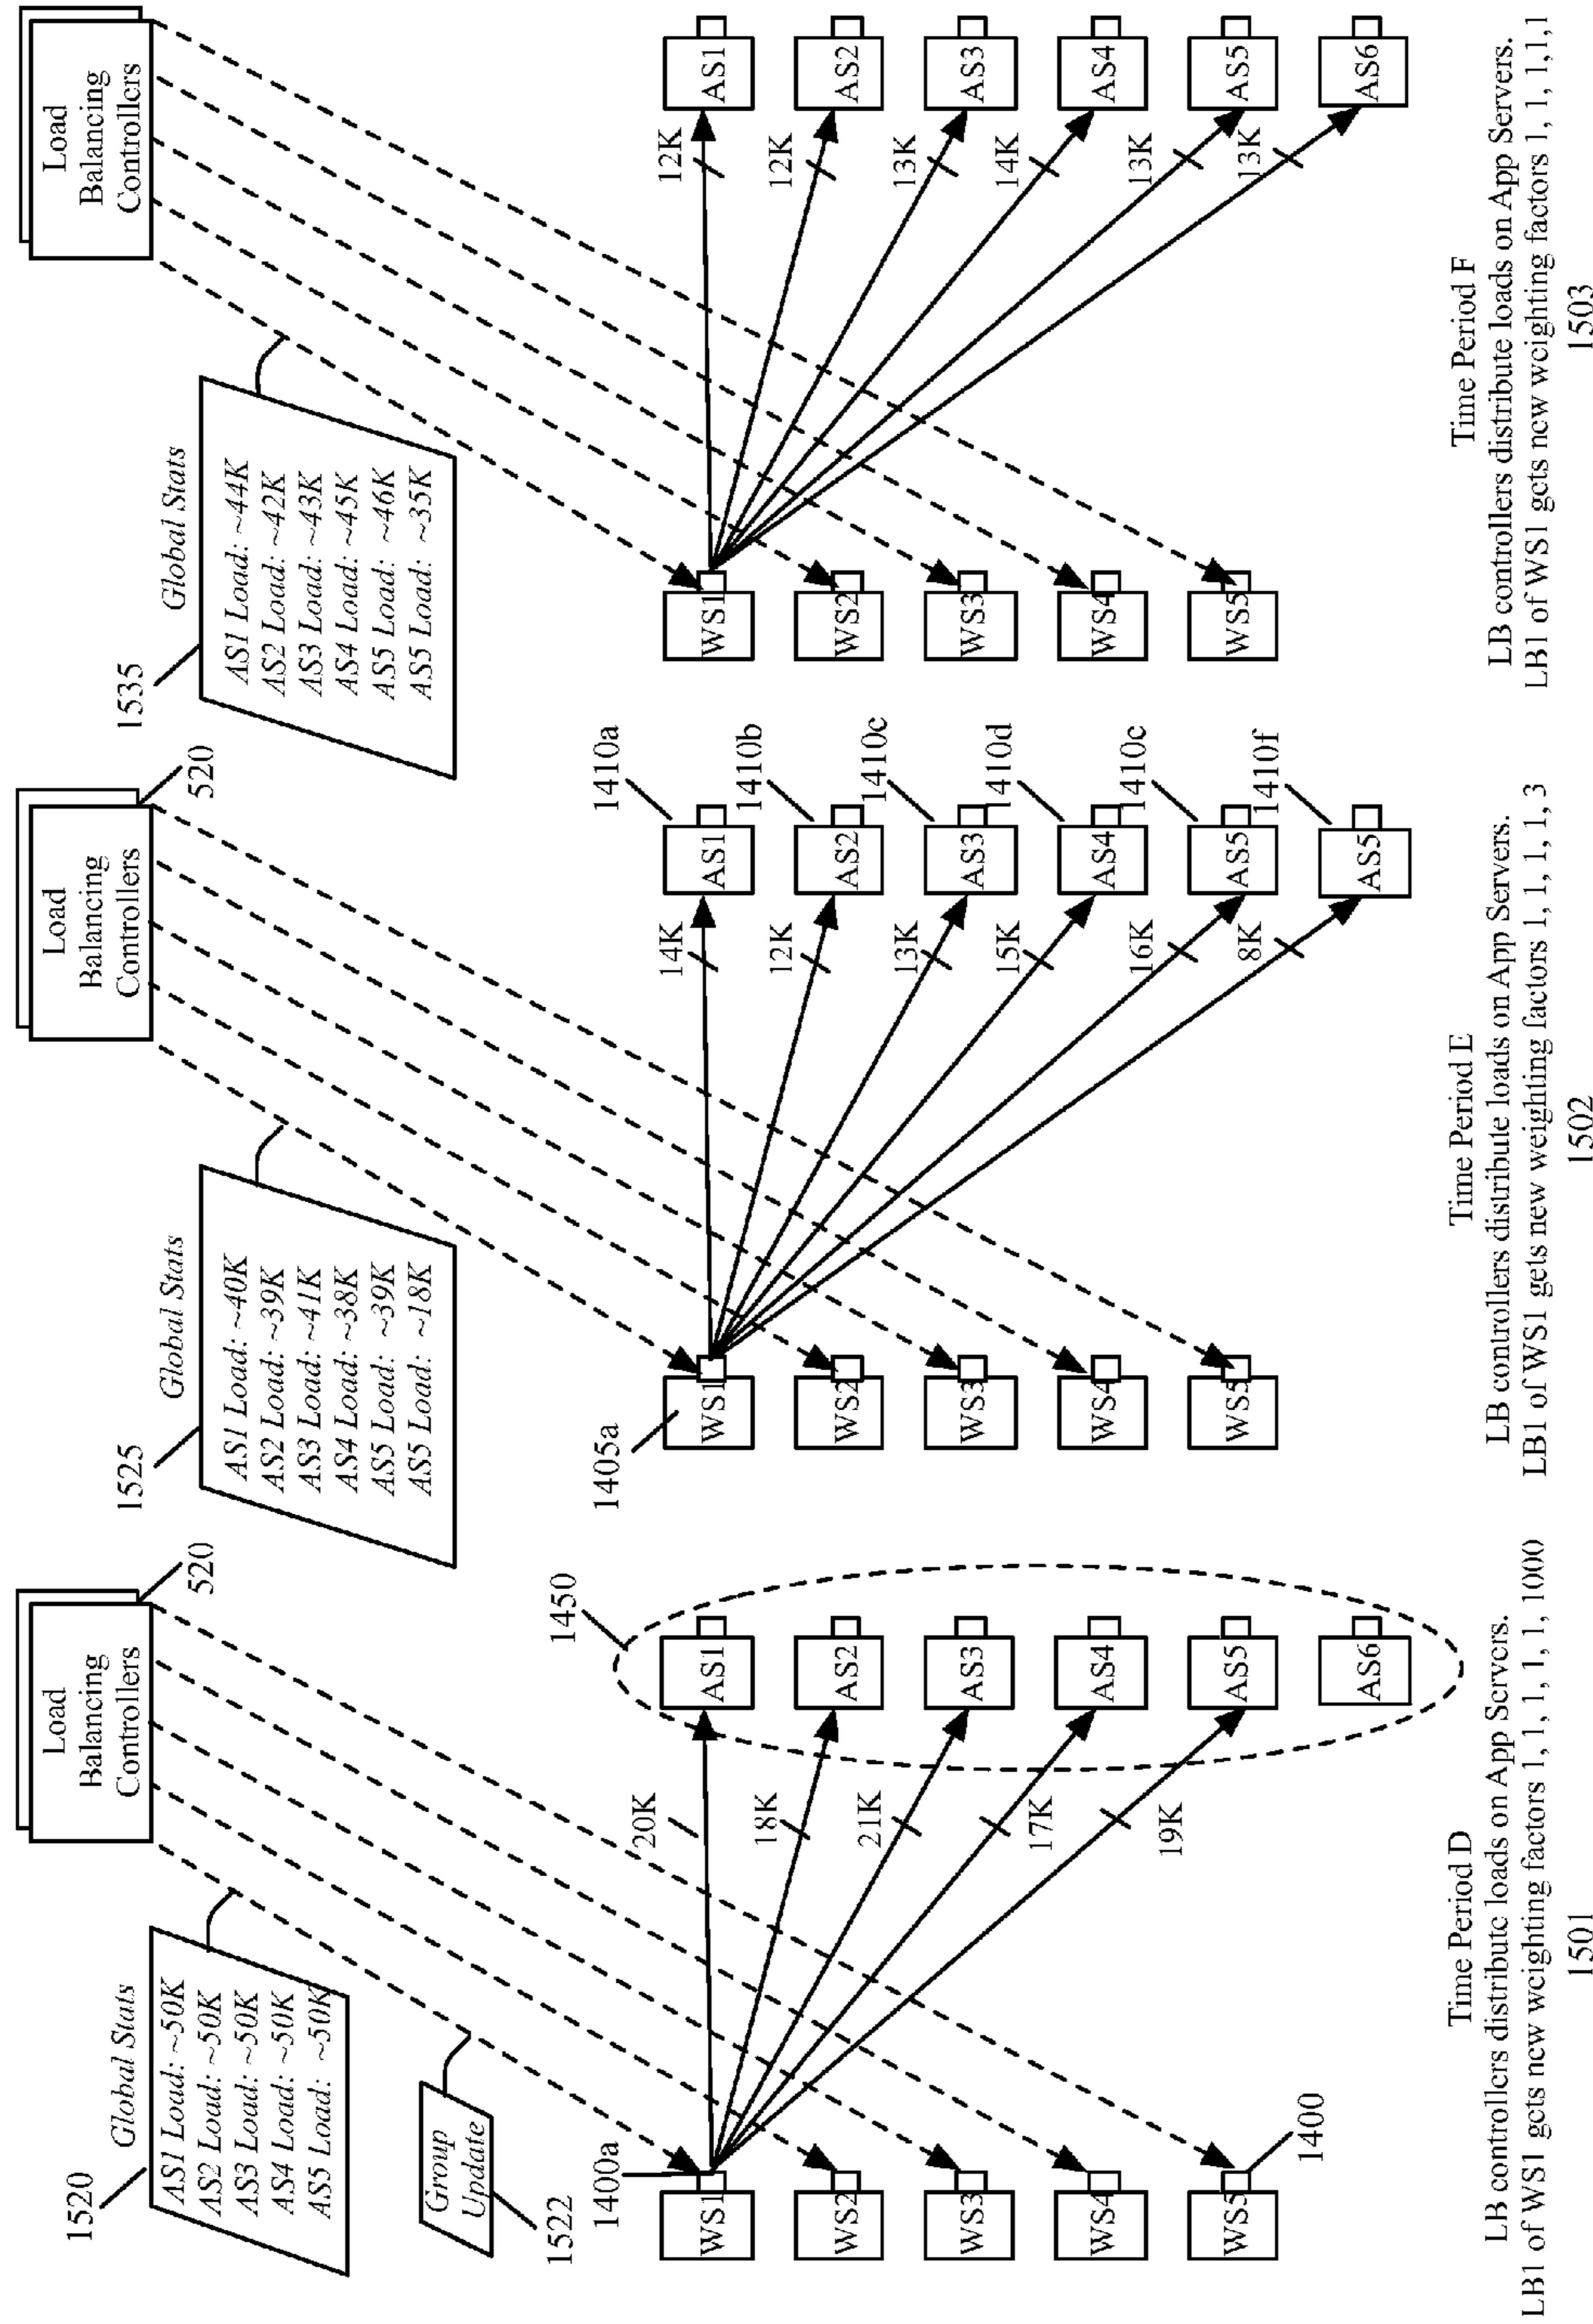 Load
Balancing
Controllers
520
1520
Global Stats
AS1 Load: ~50K
AS2 Load: ~50K
AS3 Load: ~50K
AS4 Load: ~50K
AS5 Load: ~50K
Group
Update
1522
1400a
1450
WS1
20K
AS1
WS2
18K
AS2
WS3
21K
AS3
WS4
17K
AS4
WS5
19K
AS5
1400
AS6
Time Period D
LB controllers distribute loads on App Servers.
LB1 of WS1 gets new weighting factors 1, 1, 1, 1, 1, 1000
1501
Load
Balancing
Controllers
520
1525
Global Stats
AS1 Load: ~40K
AS2 Load: ~39K
AS3 Load: ~41K
AS4 Load: ~38K
AS5 Load: ~39K
AS5 Load: ~18K
1405a
WS1
14K
AS1
1410a
WS2
12K
AS2
1410b
WS3
13K
AS3
1410c
WS4
15K
AS4
1410d
WS5
16K
AS5
1410c
8K
AS5
1410f
Time Period E
LB controllers distribute loads on App Servers.
LB1 of WS1 gets new weighting factors 1, 1, 1, 1, 3
1502
Load
Balancing
Controllers
1535
Global Stats
AS1 Load: ~44K
AS2 Load: ~42K
AS3 Load: ~43K
AS4 Load: ~45K
AS5 Load: ~46K
AS5 Load: ~35K
WS1
12K
AS1
WS2
12K
AS2
WS3
13K
AS3
WS4
14K
AS4
WS5
13K
AS5
13K
AS6
Time Period F
LB controllers distribute loads on App Servers.
LB1 of WS1 gets new weighting factors 1, 1, 1, 1,1
1503